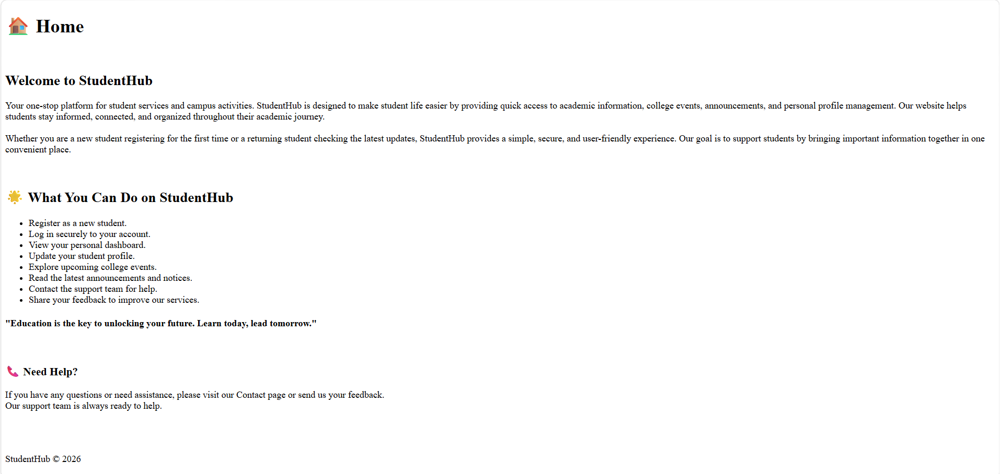 Home
Welcome to StudentHub
Your one-stop platform for student services and campus activities. StudentHub is designed to make student life easier by providing quick access to academic information, college events, announcements, and personal profile management. Our website helps
students stay informed, connected, and organized throughout their academic journey.
Whether you are a new student registering for the first time or a returning student checking the latest updates, StudentHub provides a simple, secure, and user-friendly experience. Our goal is to support students by bringing important information together in one
convenient place.
What You Can Do on StudentHub
• Register as a new student.
• Log in securely to your account.
• View your personal dashboard.
• Update your student profile.
• Explore upcoming college events.
• Read the latest announcements and notices.
• Contact the support team for help.
• Share your feedback to improve our services.
"Education is the key to unlocking your future. Learn today, lead tomorrow."
Need Help?
If you have any questions or need assistance, please visit our Contact page or send us your feedback.
Our support team is always ready to help.
StudentHub © 2026